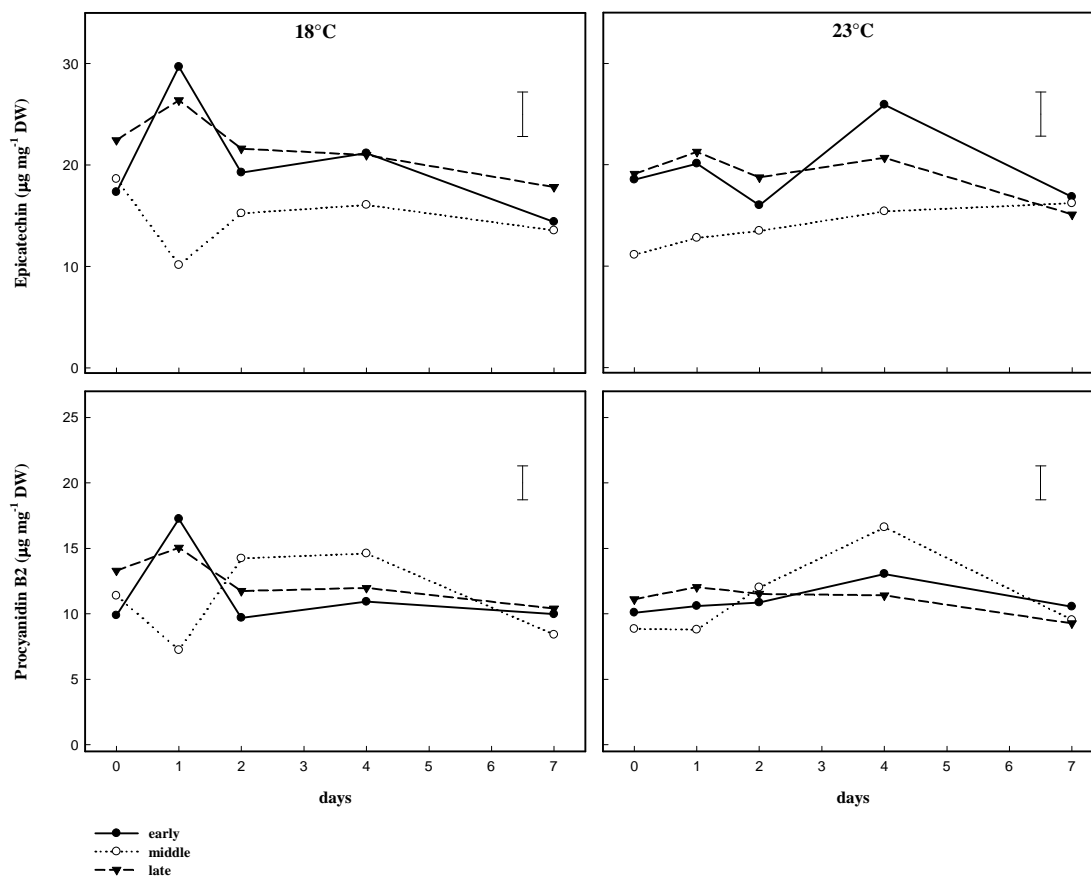 18°C
23°C
Epicatechin (µg mg-1 DW)
30
20
10
0
Procyanidin B2 (µg mg-1 DW)
25
20
15
10
5
0
0 1 2 3 4 5 6 7
0 1 2 3 4 5 6 7
days
days
early
middle
late